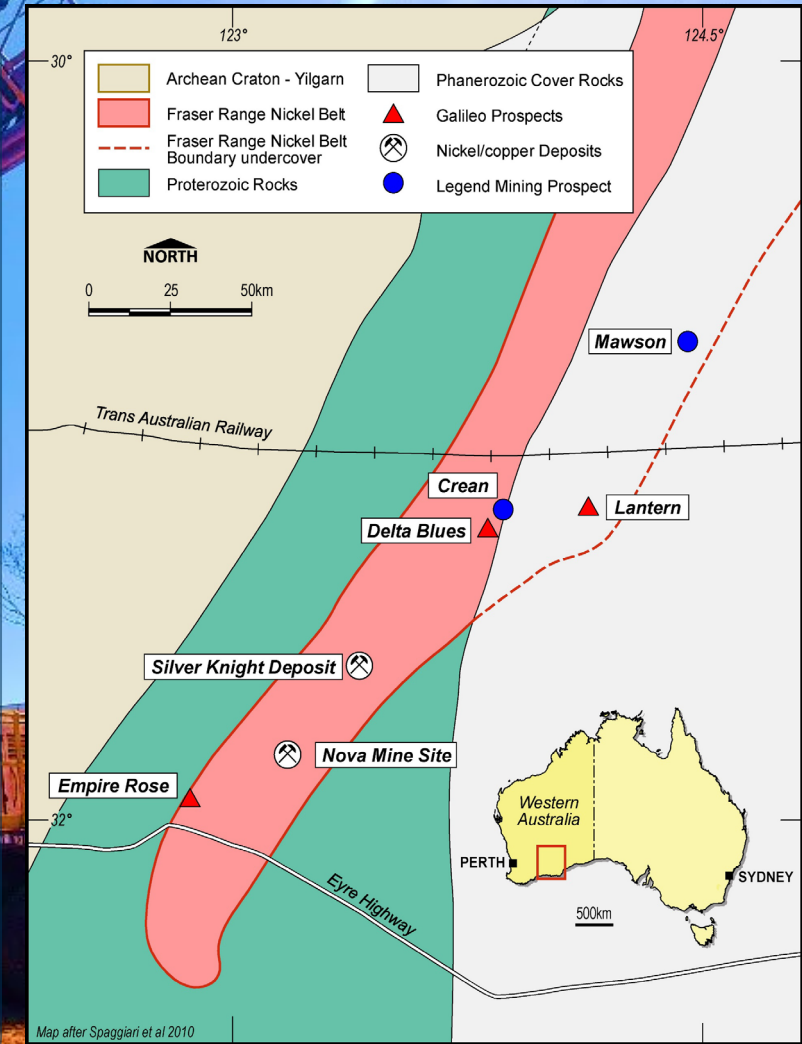 123°
124.5°
30°
Archean Craton - Yilgarn
Fraser Range Nickel Belt
Fraser Range Nickel Belt
Boundary undercover
Proterozoic Rocks
Phanerozoic Cover Rocks
Galileo Prospects
Nickel/copper Deposits
Legend Mining Prospect
NORTH
0 25 50km
Mawson
Trans Australian Railway
Crean
Lantern
Delta Blues
Silver Knight Deposit
Nova Mine Site
Empire Rose
32°
Eyre Highway
Western
Australia
PERTH
SYDNEY
500km
Map after Spaggiari et al 2010